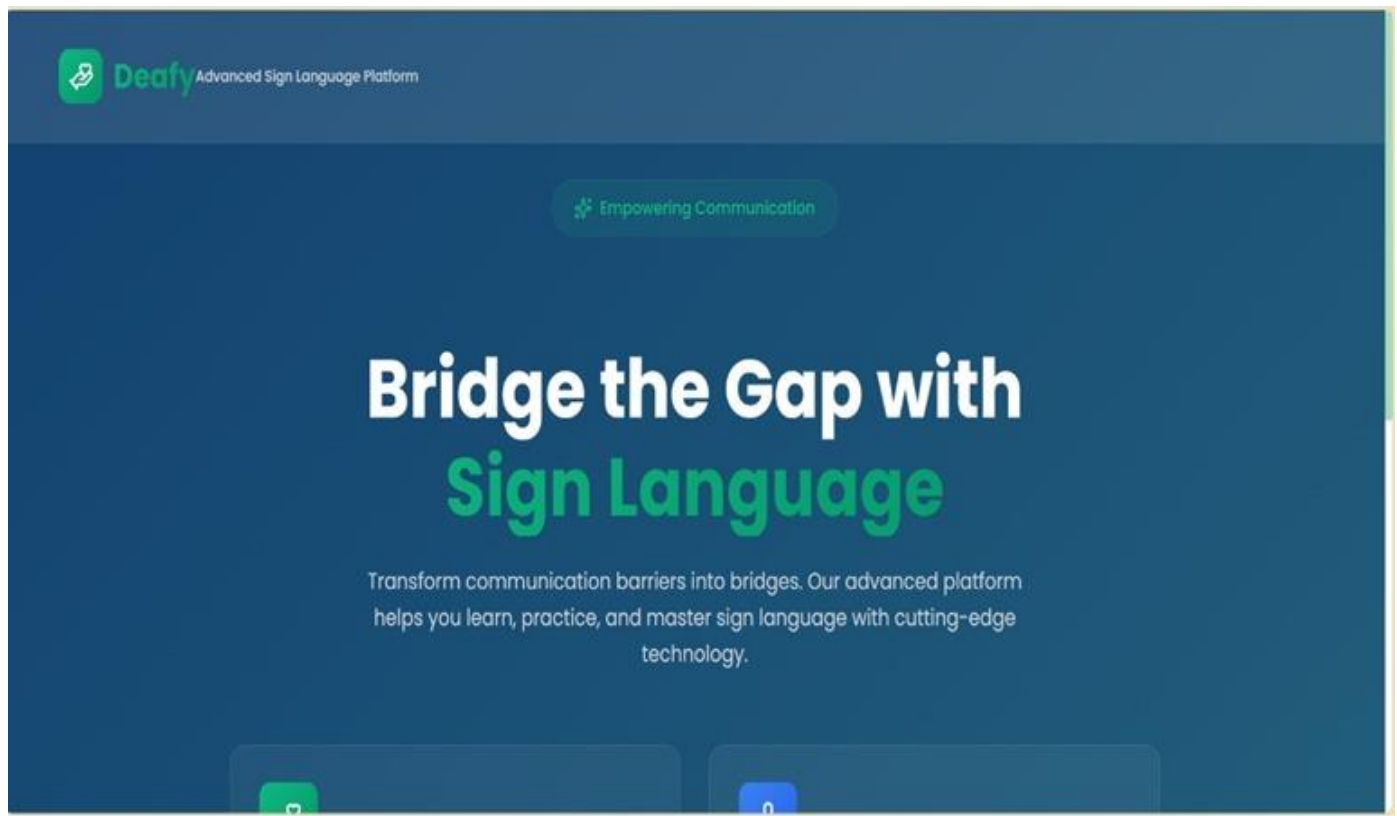 Deafy Advanced Sign Language Platform
Empowering Communication
Bridge the Gap with
Sign Language
Transform communication barriers into bridges. Our advanced platform
helps you learn, practice, and master sign language with cutting-edge
technology.